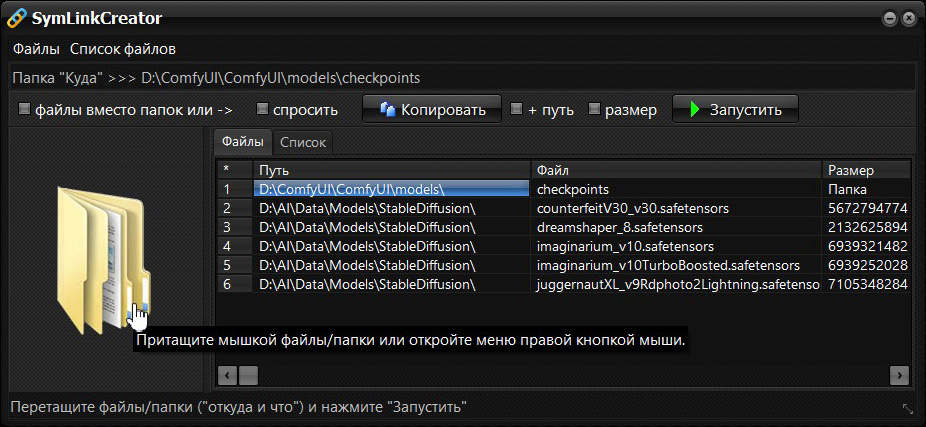 SymLinkCreator
Файлы Список файлов
Папка "Куда" >>> D:\ComfyUI\ComfyUI\models\checkpoints
файлы вместо папок или -> спросить Копировать + путь размер Запустить
Файлы Список
* Путь Файл Размер
1 D:\ComfyUI\ComfyUI\models\ checkpoints Папка
2 D:\AI\Data\Models\StableDiffusion\ counterfeitV30_v30.safetensors 5672794774
3 D:\AI\Data\Models\StableDiffusion\ dreamshaper_8.safetensors 2132625894
4 D:\AI\Data\Models\StableDiffusion\ imaginarium_v10.safetensors 6939321482
5 D:\AI\Data\Models\StableDiffusion\ imaginarium_v10TurboBoosted.safetensors 6939252028
6 D:\AI\Data\Models\StableDiffusion\ juggernautXL_v9Rdphoto2Lightning.safetenso 7105348284
Притащите мышкой файлы/папки или откройте меню правой кнопкой мыши.
Перетащите файлы/папки ("откуда и что") и нажмите "Запустить"